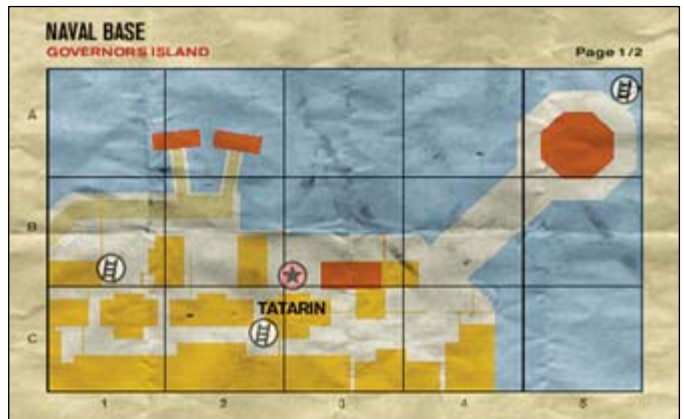 NAVAL BASE
GOVERNORS ISLAND
Page 1/2
A
B
TATARIN
C
1 2 3 4 5